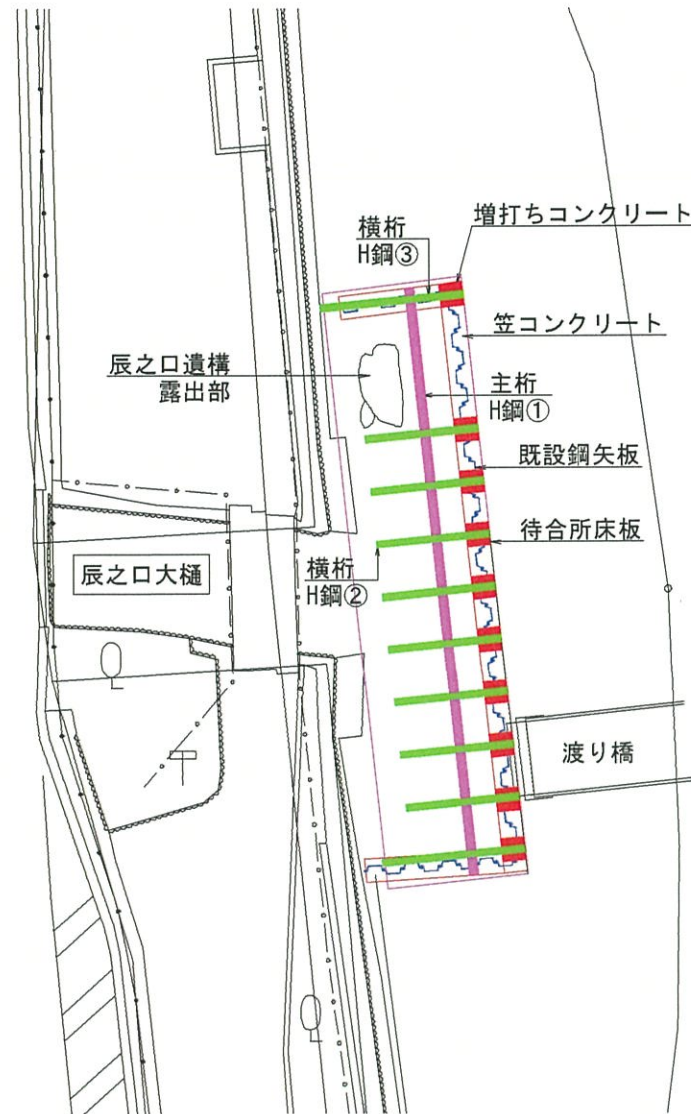 増打ちコンクリート
横桁
H鋼③
笠コンクリート
辰之口遺構
露出部
主桁
H鋼①
既設鋼矢板
待合所床板
辰之口大樋
横桁
H鋼②
渡り橋